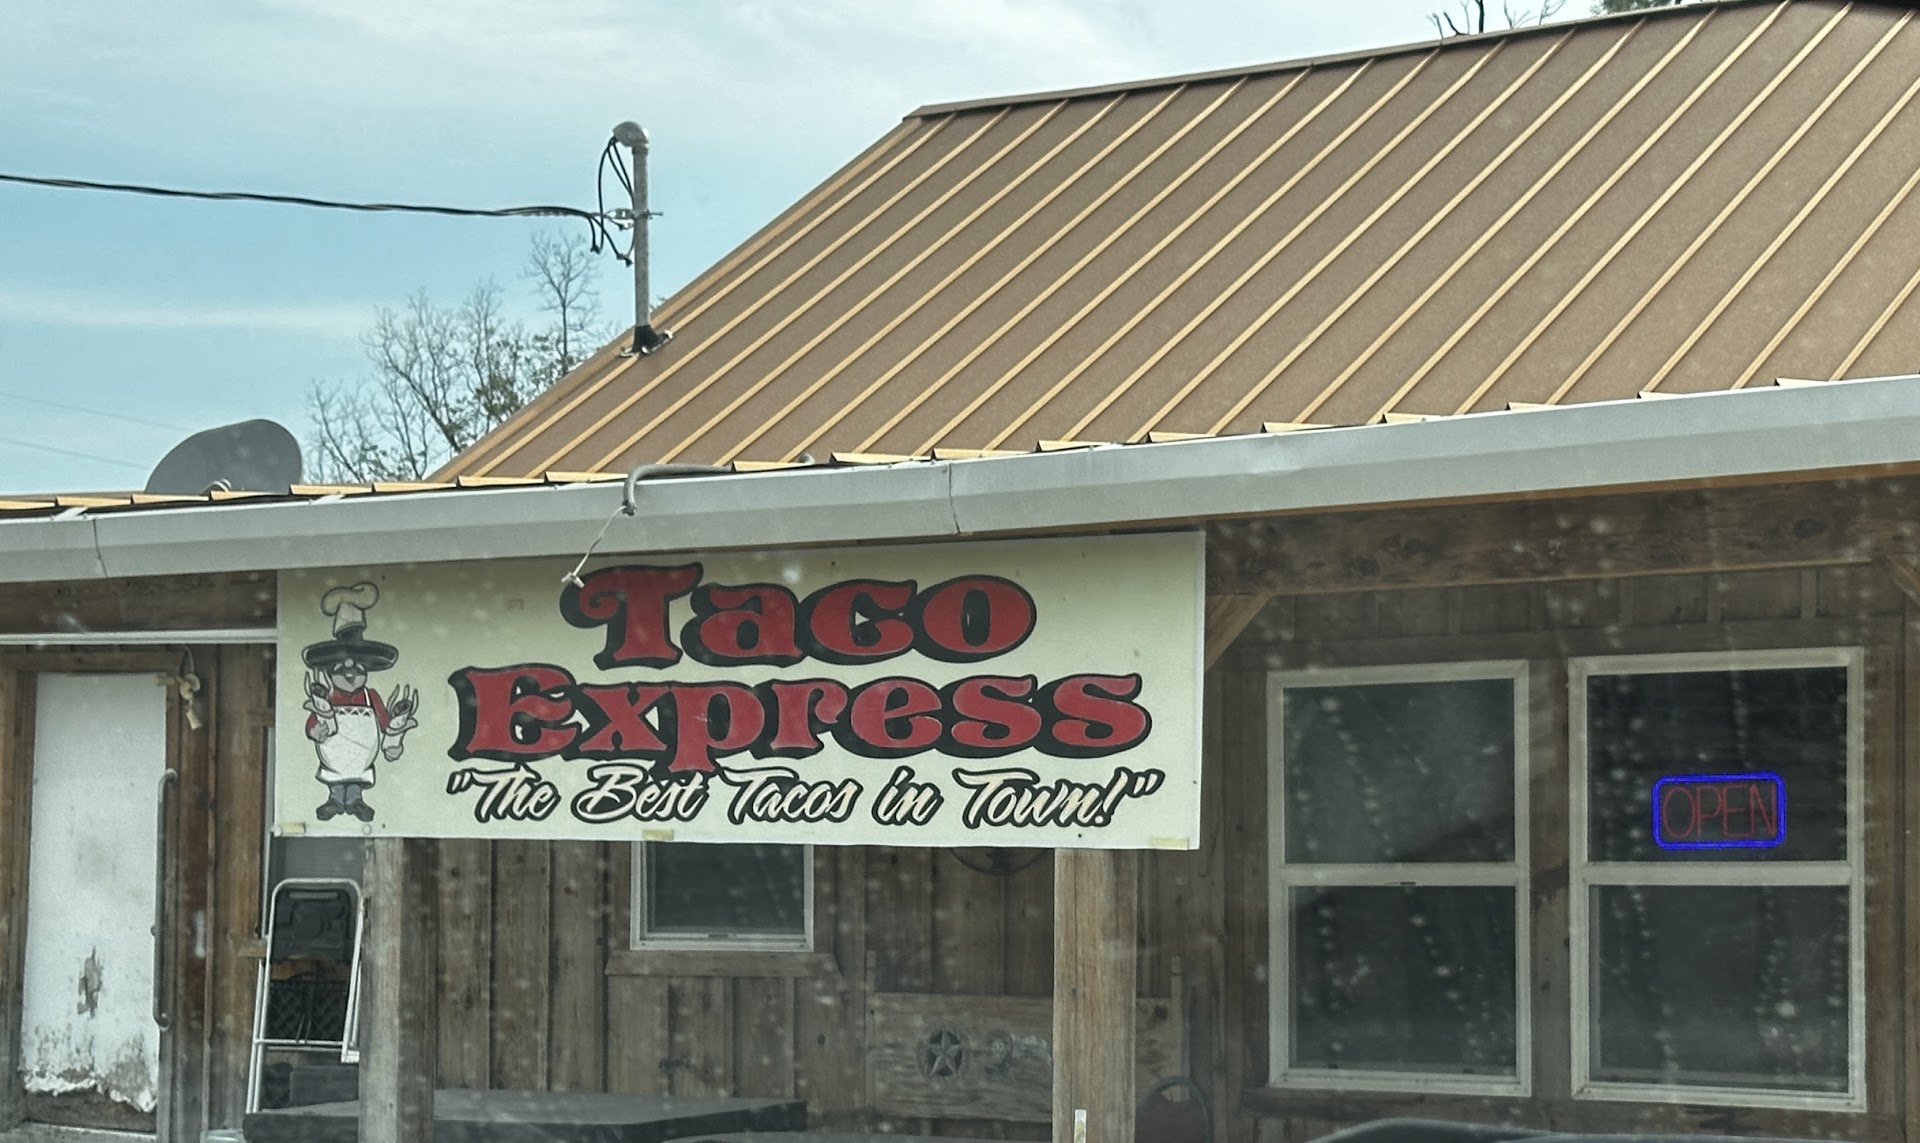 Taco
Express
"The Best Tacos in Town!"
OPEN